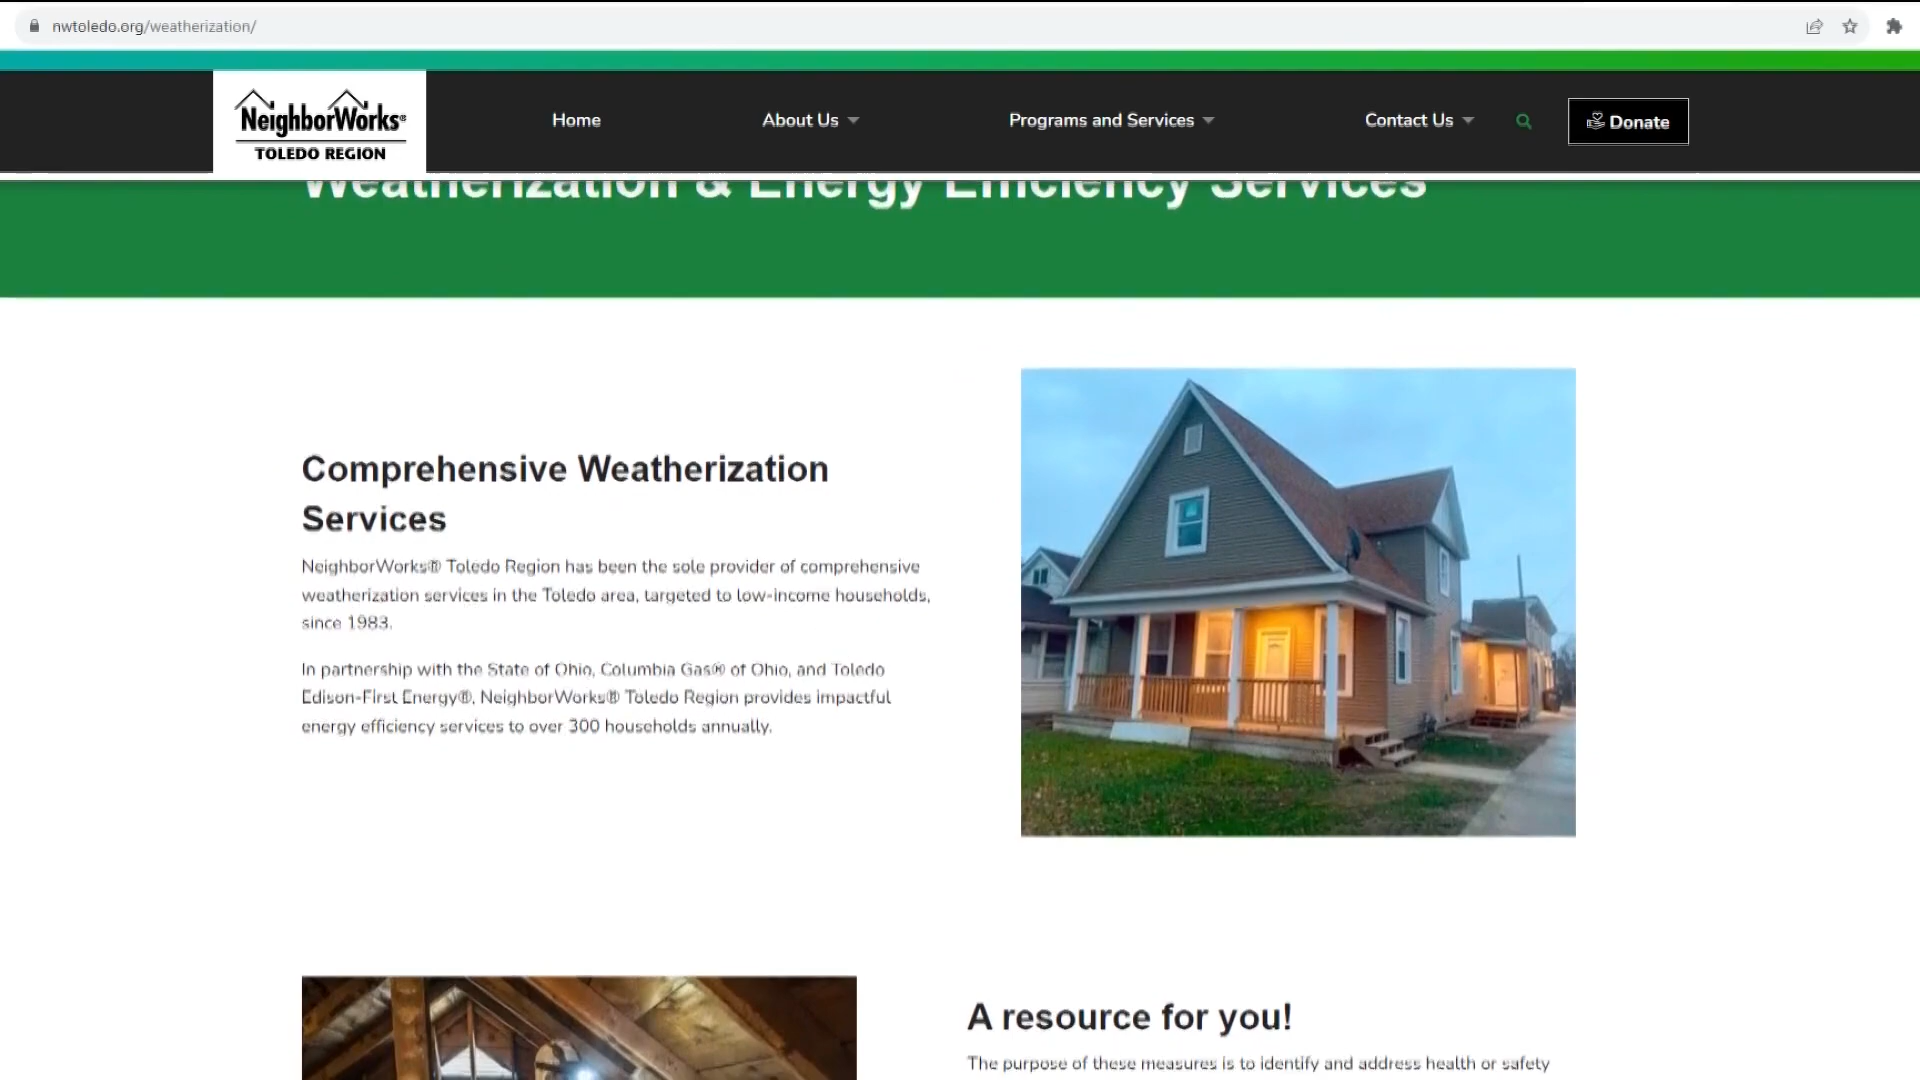 nwtoledo.org/weatherization/
NeighborWorks®
TOLEDO REGION
Home
About Us
Programs and Services
Contact Us
Donate
Weatherization & Energy Efficiency Services
Comprehensive Weatherization
Services
NeighborWorks® Toledo Region has been the sole provider of comprehensive
weatherization services in the Toledo area, targeted to low-income households,
since 1983.
In partnership with the State of Ohio, Columbia Gas® of Ohio, and Toledo
Edison-First Energy®, NeighborWorks® Toledo Region provides impactful
energy efficiency services to over 300 households annually.
A resource for you!
The purpose of these measures is to identify and address health or safety